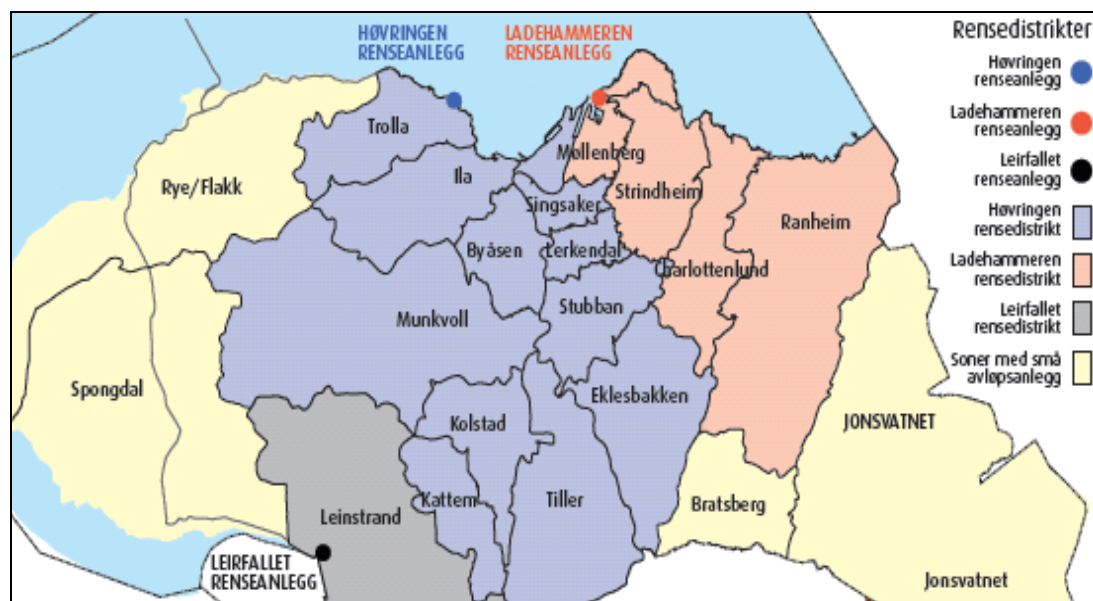 HØVRINGEN
RENSEANLEGG
LADEHAMMEREN
RENSEANLEGG
Rensedistrikter
Høvringen
renseanlegg
Ladehammeren
renseanlegg
Leirfallet
renseanlegg
Høvringen
rensedistrikt
Ladehammeren
rensedistrikt
Leirfallet
rensedistrikt
Soner med små
avløpsanlegg
Trolla
Møllenberg
Rye/Flakk
Ila
Strindheim
Singsaker
Ranheim
Byåsen
Lerkendal
Charlottenlund
Stubban
Munkvoll
Spongdal
Eklesbakken
Kolstad
JONSVATNET
Kattem
Tiller
Bratsberg
Leinstrand
LEIRFALLET
RENSEANLEGG
Jonsvatnet